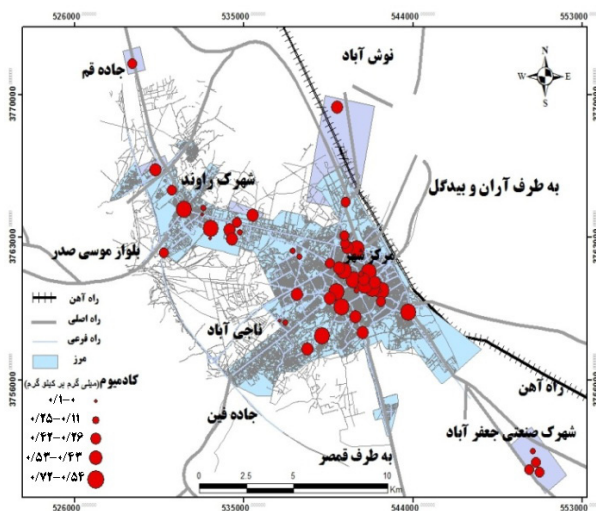 526000 535000 544000 553000
3770000
3763000
3756000
3770000
3763000
3756000
نوش آباد
جاده قم
N
W E
S
به طرف آران و بیدگل
شهرک راوند
مرکز شهر
بلوار موسی صدر
ناجی آباد
راه آهن
جاده فین
شهرک صنعتی جعفر آباد
به طرف قمصر
راه آهن
راه اصلی
راه فرعی
مرز
کادمیوم
(میلی گرم بر کیلو گرم)
۰/۱-۰
۰/۲۵-۰/۱۱
۰/۴۲-۰/۲۶
۰/۵۳-۰/۴۳
۰/۷۲-۰/۵۴
0 2.5 5 10
Km
526000 535000 544000 553000